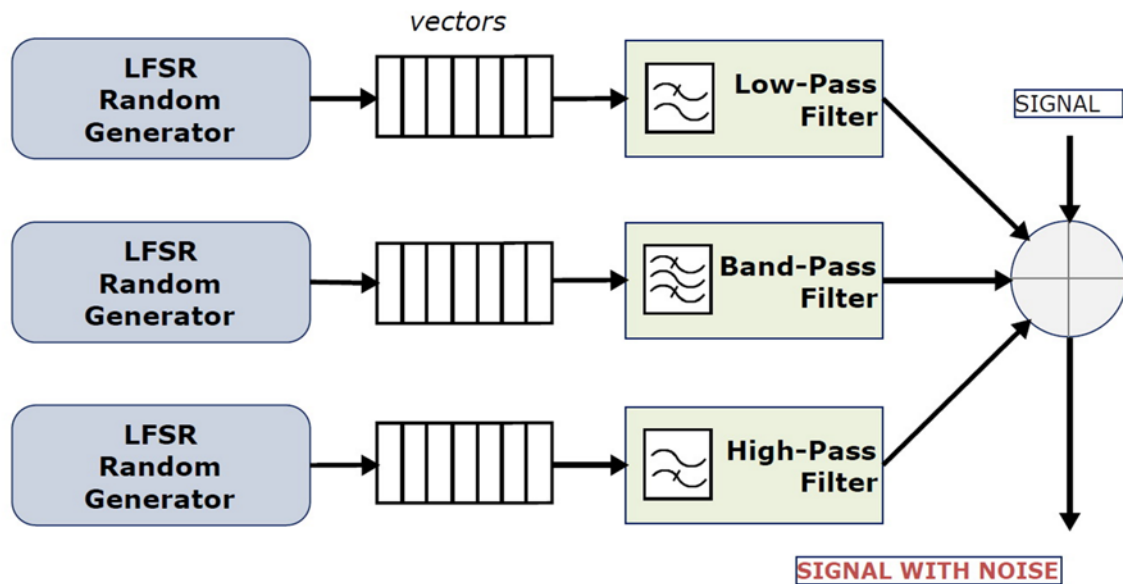 vectors
LFSR
Random
Generator
Low-Pass
Filter
SIGNAL
LFSR
Random
Generator
Band-Pass
Filter
LFSR
Random
Generator
High-Pass
Filter
SIGNAL WITH NOISE